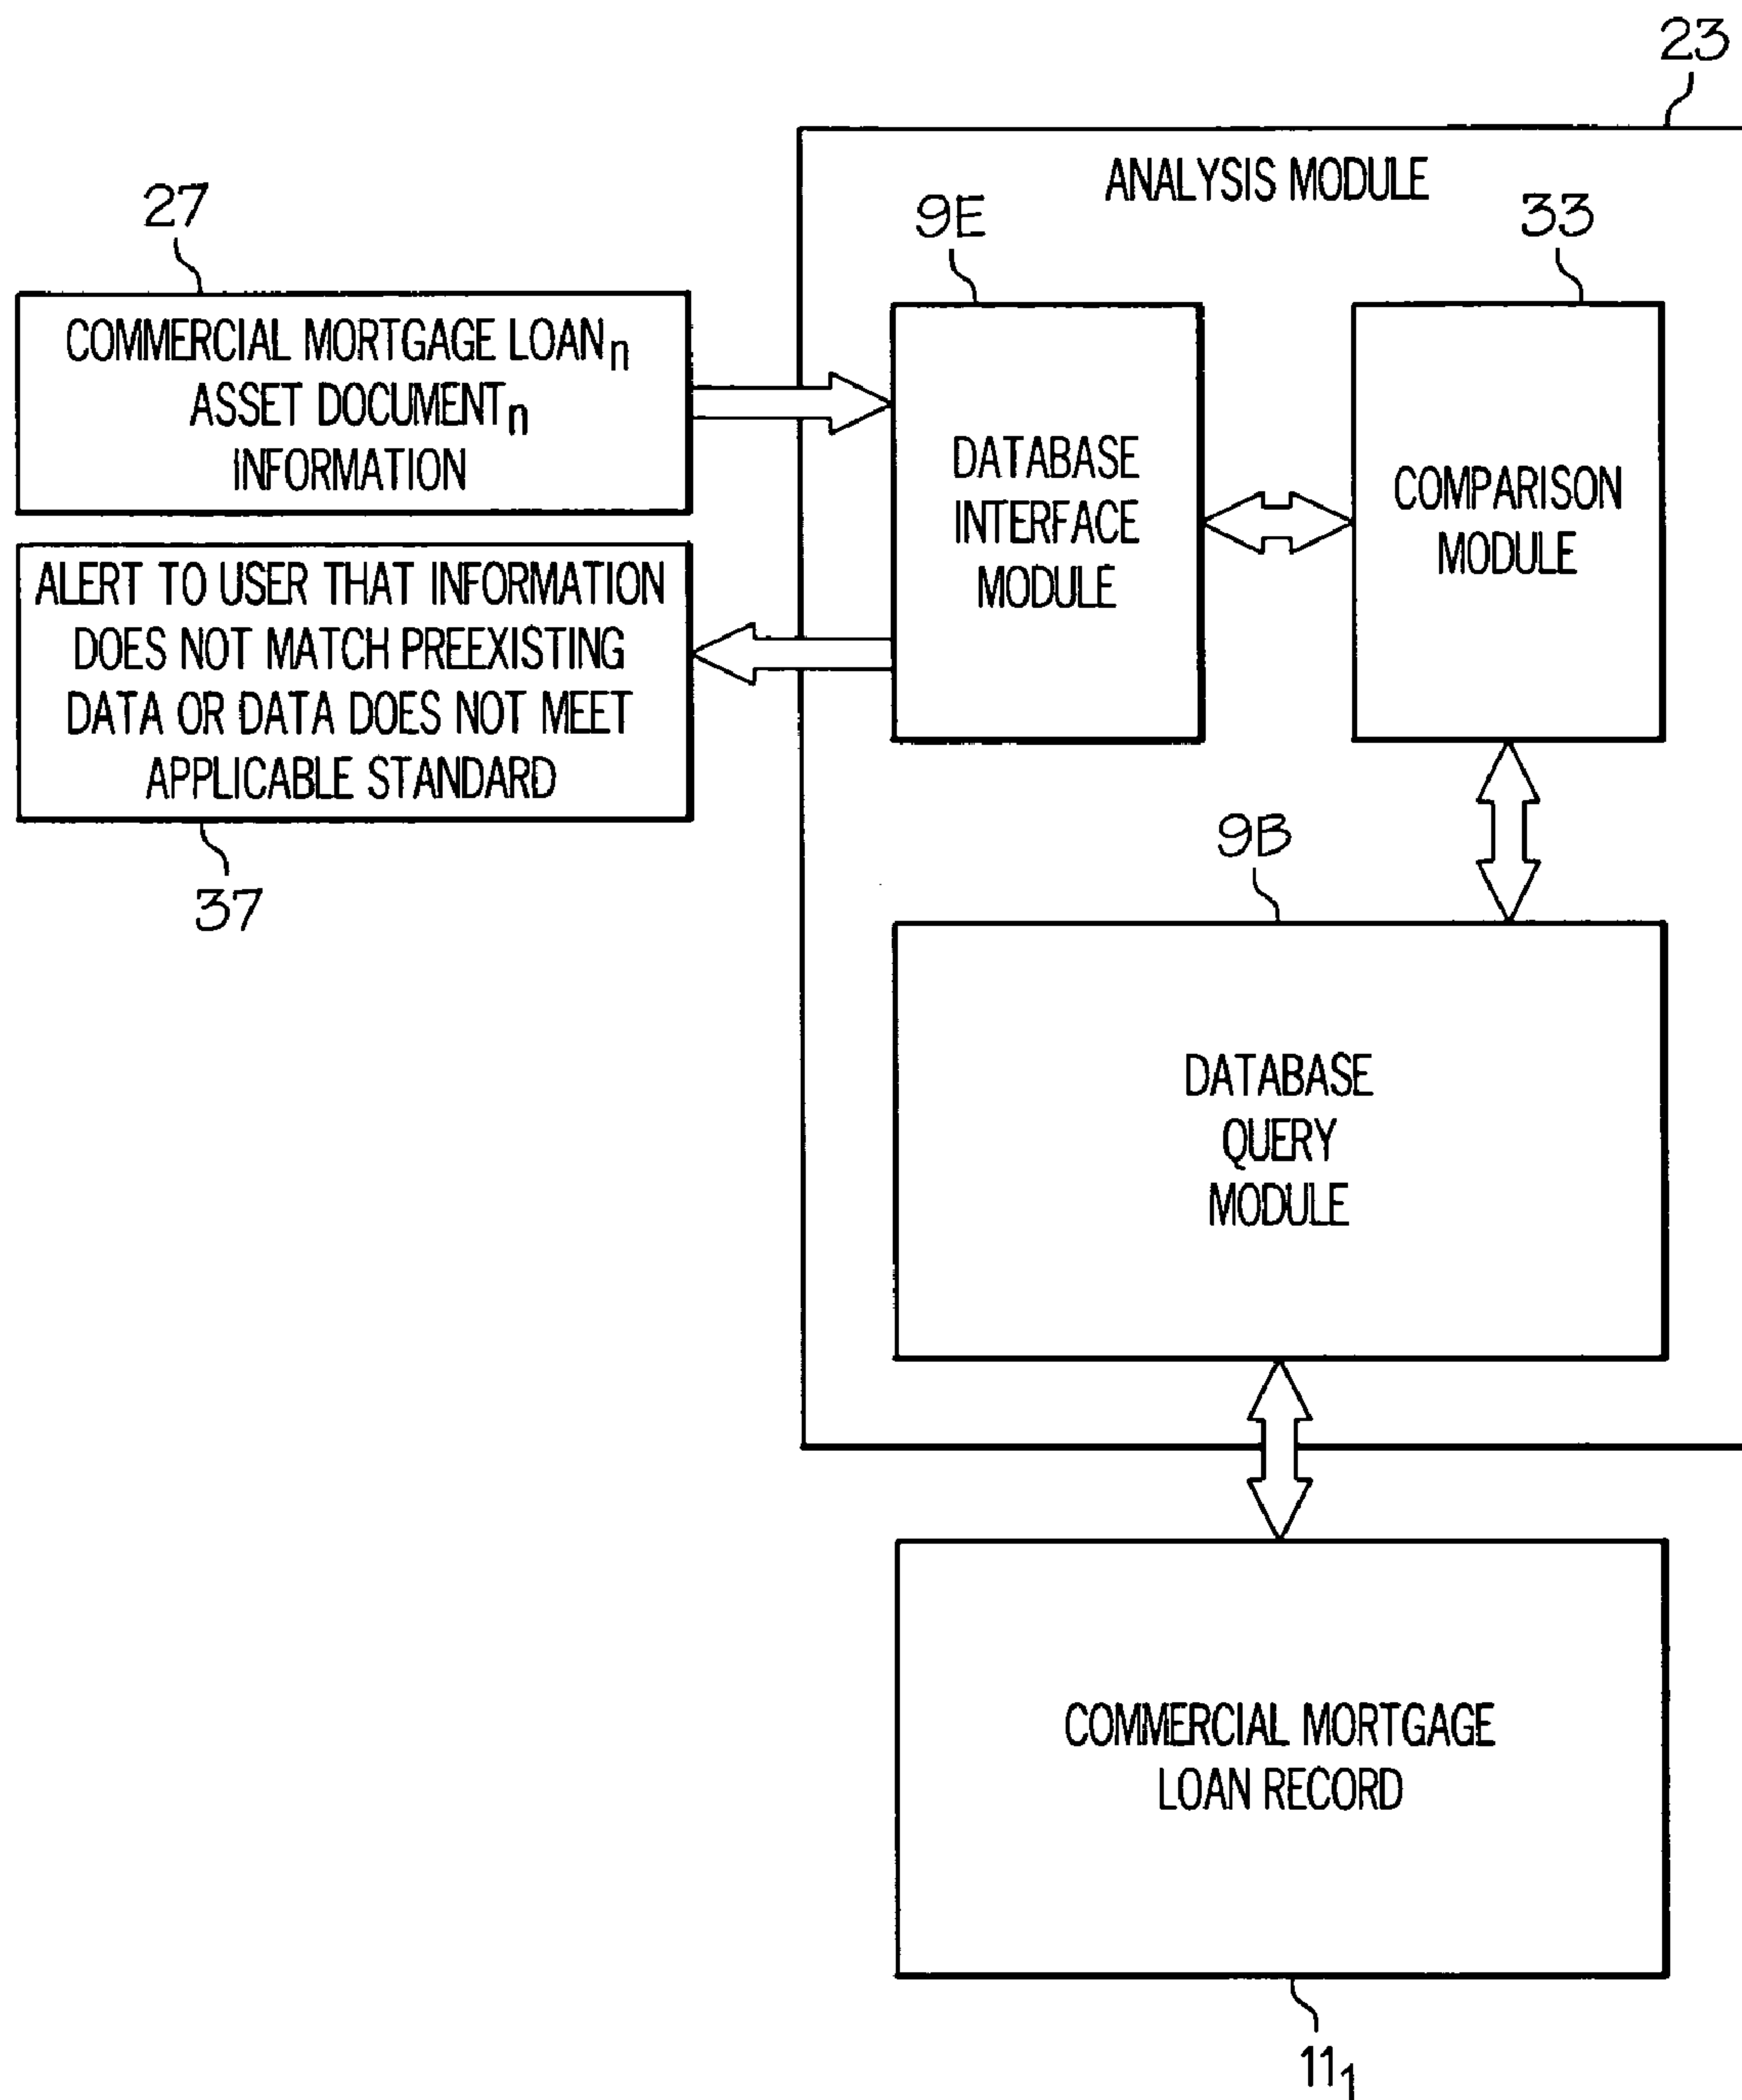 23
ANALYSIS MODULE
27
9E
33
COMMERCIAL MORTGAGE LOANn
ASSET DOCUMENTn
INFORMATION
DATABASE
INTERFACE
MODULE
COMPARISON
MODULE
ALERT TO USER THAT INFORMATION
DOES NOT MATCH PREEXISTING
DATA OR DATA DOES NOT MEET
APPLICABLE STANDARD
37
9B
DATABASE
QUERY
MODULE
COMMERCIAL MORTGAGE
LOAN RECORD
111